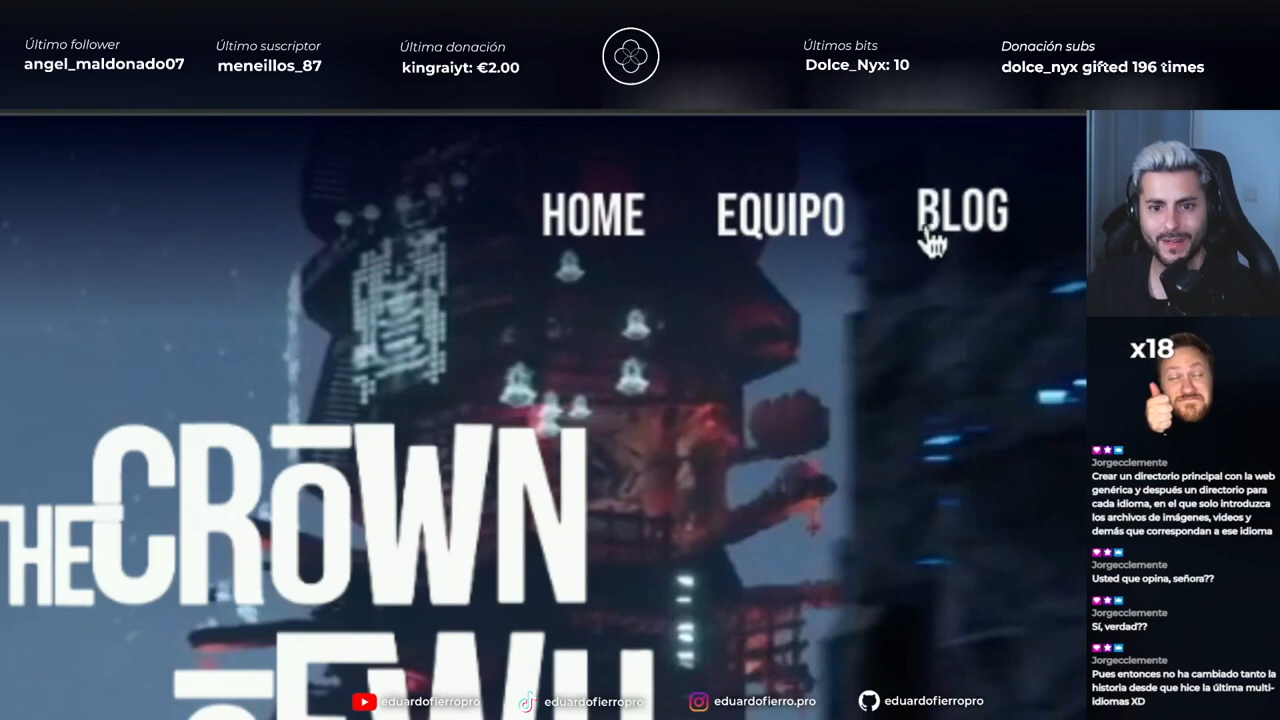 Último follower
angel_maldonado07
Último suscriptor
meneillos_87
Última donación
kingraiyt: €2.00
Últimos bits
Dolce_Nyx: 10
Donación subs
dolce_nyx gifted 196 times
HOME EQUIPO BLOG
THE CRŌWN
x18
Jorgecclemente
Crear un directorio principal con la web
genérica y después un directorio para
cada idioma, en el que solo introduzca
los archivos de imágenes, videos y
demás que correspondan a ese idioma
Jorgecclemente
Usted que opina, señora??
Jorgecclemente
Sí, verdad??
Jorgecclemente
Pues entonces no ha cambiado tanto la
historia desde que hice la última multi-
idiomas XD
eduardofierropro
eduardofierropro
eduardofierro.pro
eduardofierropro